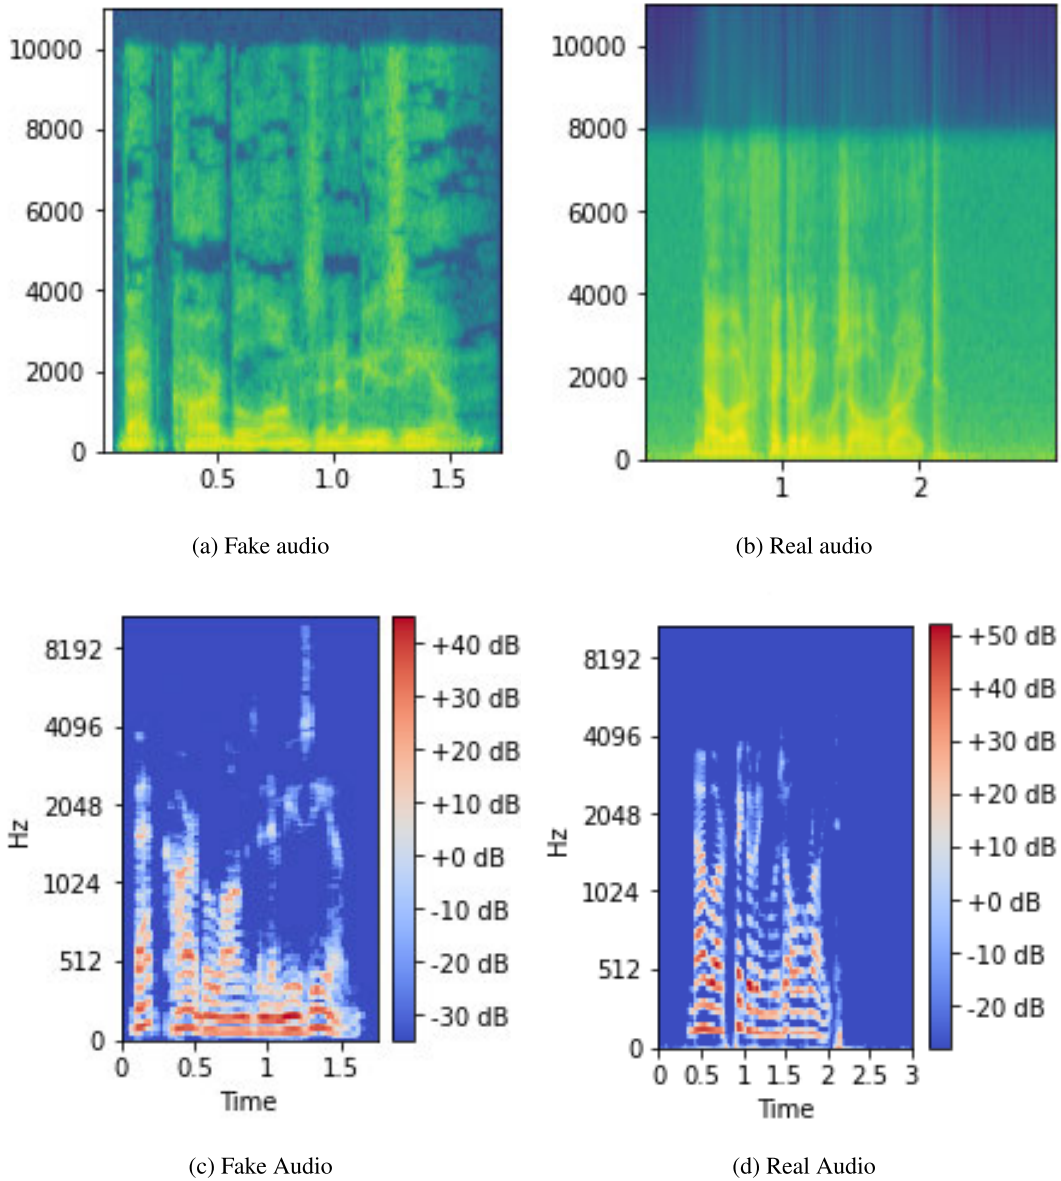 10000
8000
6000
4000
2000
0
0.5 1.0 1.5
(a) Fake audio
10000
8000
6000
4000
2000
0
1 2
(b) Real audio
8192
4096
2048
1024
512
0
Hz
0 0.5 1 1.5
Time
+40 dB
+30 dB
+20 dB
+10 dB
+0 dB
-10 dB
-20 dB
-30 dB
(c) Fake Audio
8192
4096
2048
1024
512
0
Hz
0 0.5 1 1.5 2 2.5 3
Time
+50 dB
+40 dB
+30 dB
+20 dB
+10 dB
+0 dB
-10 dB
-20 dB
(d) Real Audio